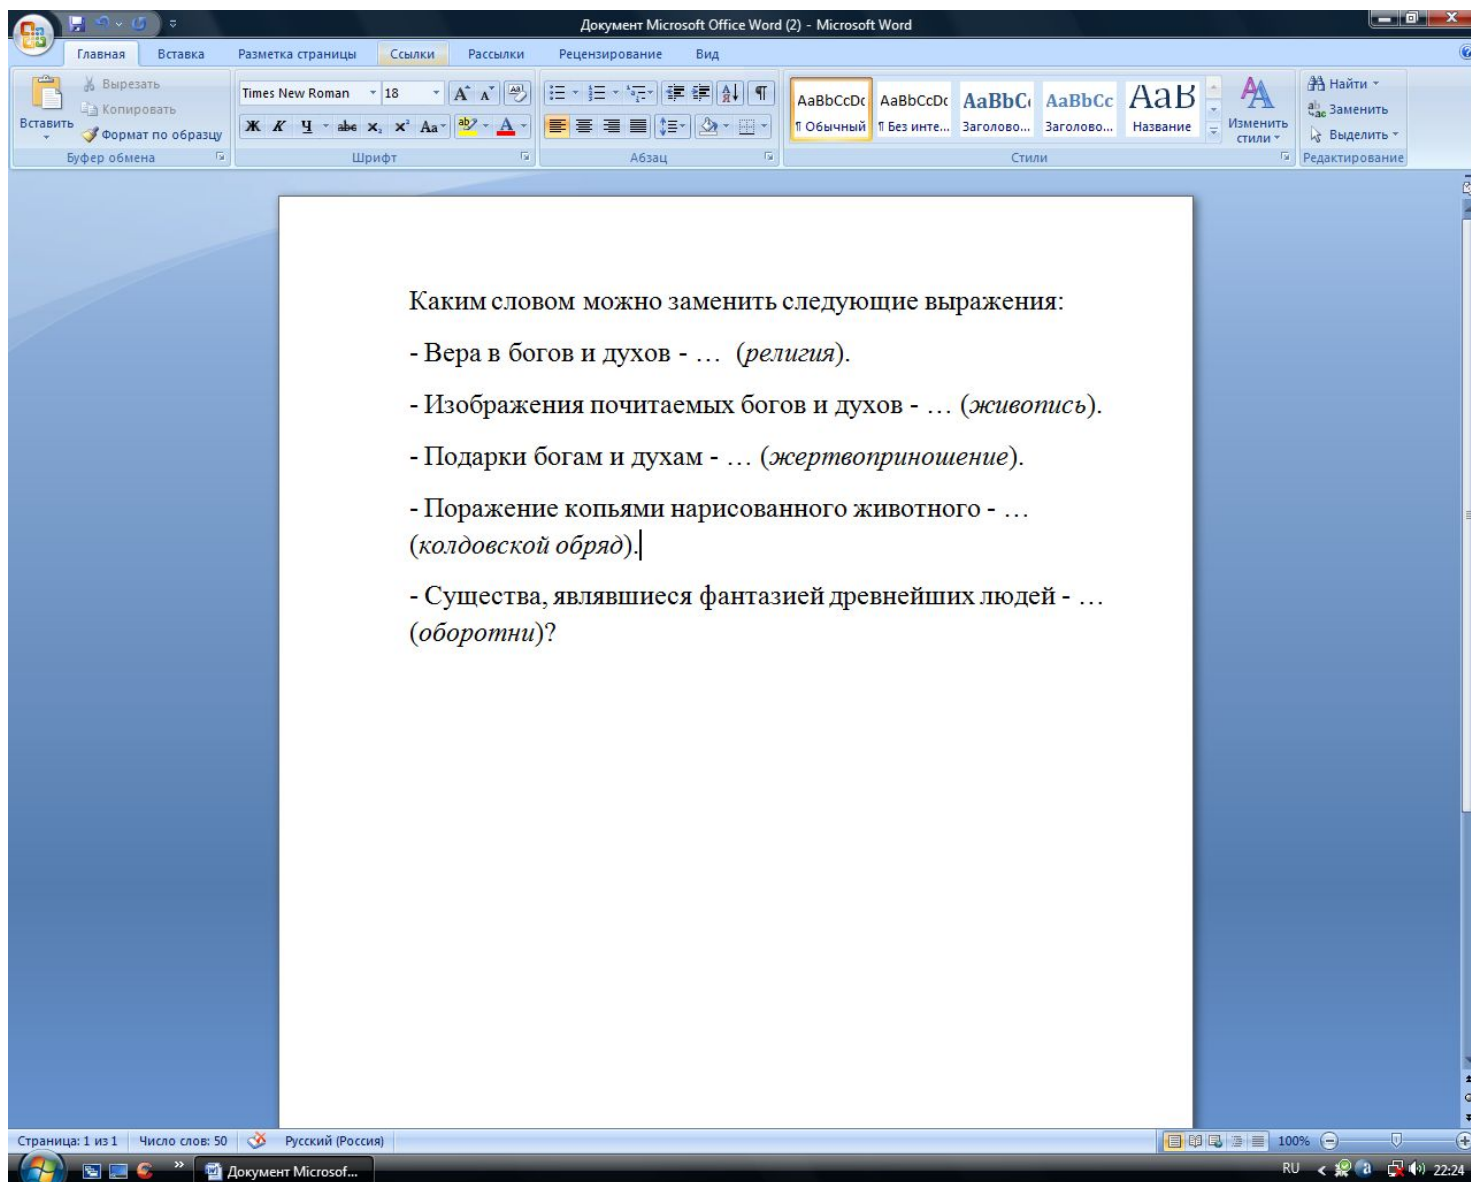 Документ Microsoft Office Word (2) - Microsoft Word
Главная Вставка Разметка страницы Ссылки Рассылки Рецензирование Вид
Вставить
Вырезать
Копировать
Формат по образцу
Буфер обмена
Times New Roman 18
Ж К Ч abe x₂ x² Aa
Шрифт
Абзац
AaBbCcDc AaBbCcDc AaBbC AaBbCc AaB
¶ Обычный ¶ Без инте... Заголово... Заголово... Название
Изменить стили
Стили
Найти
Заменить
Выделить
Редактирование
Каким словом можно заменить следующие выражения:
- Вера в богов и духов - … (религия).
- Изображения почитаемых богов и духов - … (живопись).
- Подарки богам и духам - … (жертвоприношение).
- Поражение копьями нарисованного животного - …
(колдовской обряд).
- Существа, являвшиеся фантазией древнейших людей - …
(оборотни)?
Страница: 1 из 1 Число слов: 50 Русский (Россия) 100%
Документ Microsof... RU 22:24